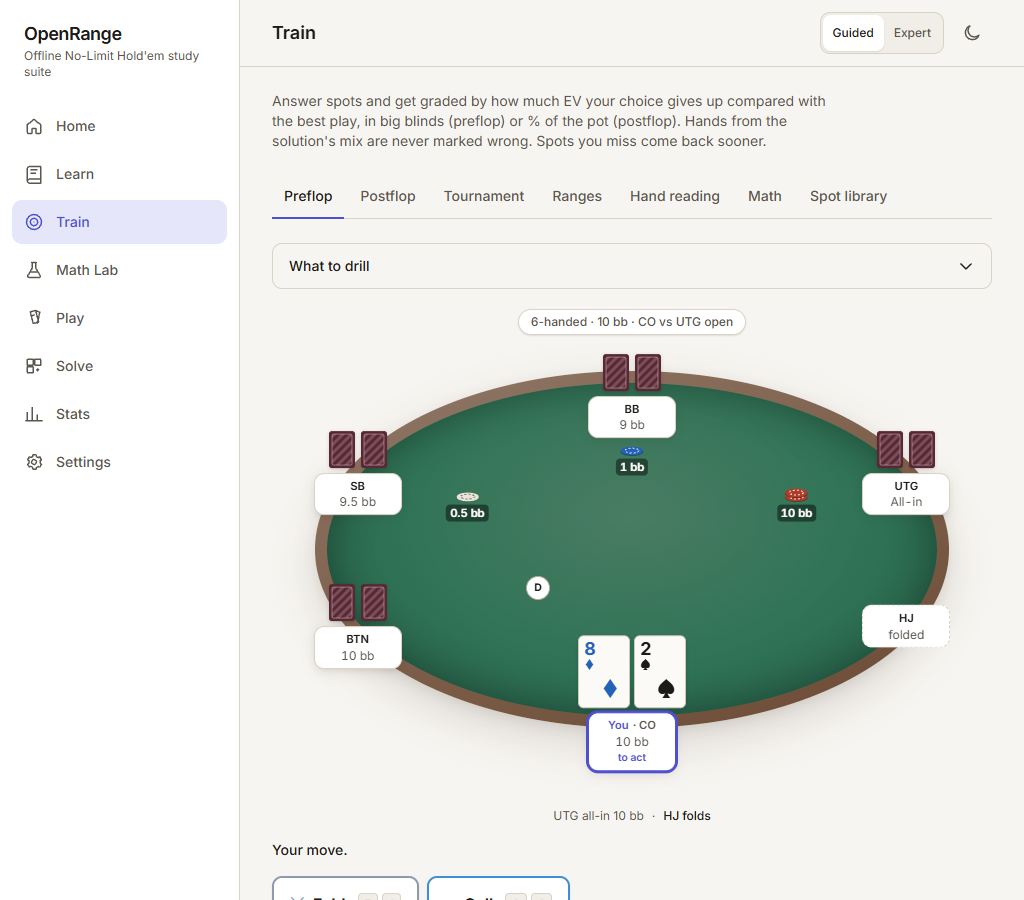 OpenRange
Offline No-Limit Hold'em study
suite
Home
Learn
Train
Math Lab
Play
Solve
Stats
Settings
Train
Guided
Expert
Answer spots and get graded by how much EV your choice gives up compared with
the best play, in big blinds (preflop) or % of the pot (postflop). Hands from the
solution's mix are never marked wrong. Spots you miss come back sooner.
Preflop
Postflop
Tournament
Ranges
Hand reading
Math
Spot library
What to drill
6-handed · 10 bb · CO vs UTG open
BB
9 bb
1 bb
SB
9.5 bb
0.5 bb
UTG
All-in
10 bb
D
BTN
10 bb
HJ
folded
8
2
You · CO
10 bb
to act
UTG all-in 10 bb · HJ folds
Your move.